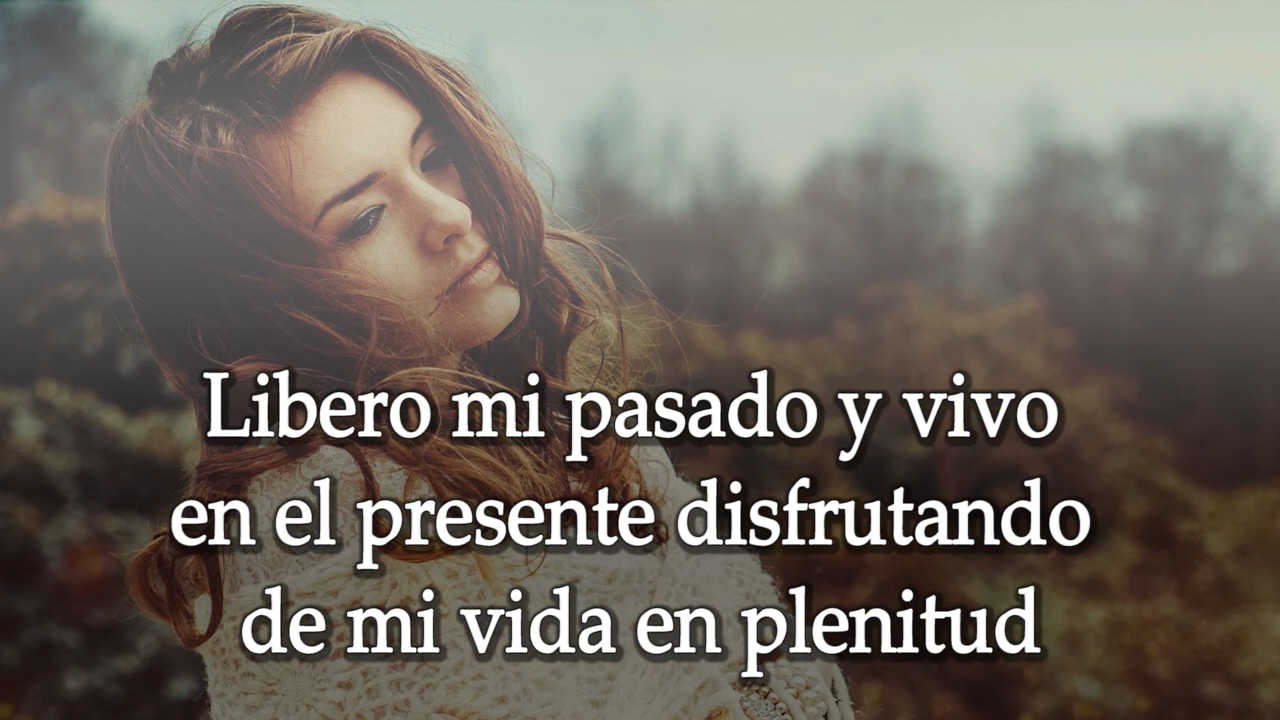 Libero mi pasado y vivo
en el presente disfrutando
de mi vida en plenitud